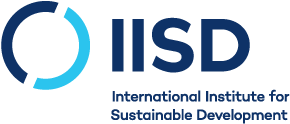 IISD
International Institute for
Sustainable Development